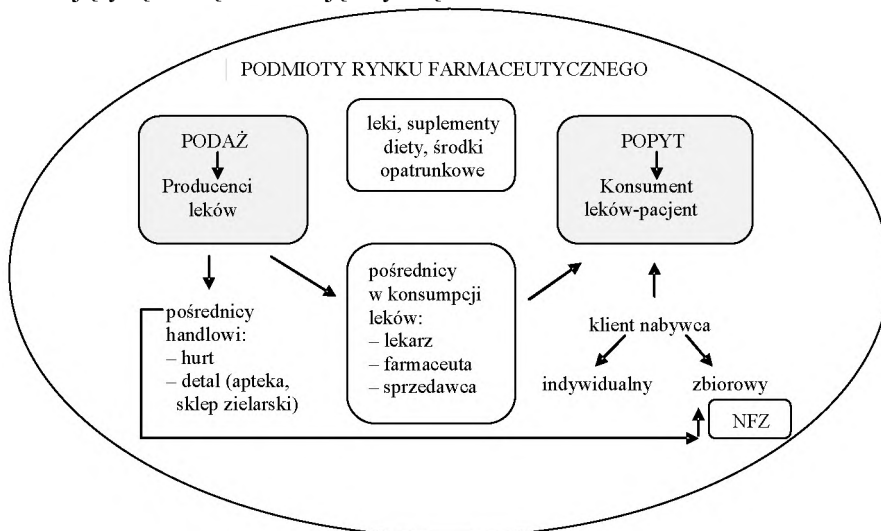 PODMIOTY RYNKU FARMACEUTYCZNEGO
PODAŻ
Producenci
leków
leki, suplementy
diety, środki
opatrunkowe
POPYT
Konsument
leków-pacjent
pośrednicy
handlowi:
– hurt
– detal (apteka,
sklep zielarski)
pośrednicy
w konsumpcji
leków:
– lekarz
– farmaceuta
– sprzedawca
klient nabywca
indywidualny
zbiorowy
NFZ